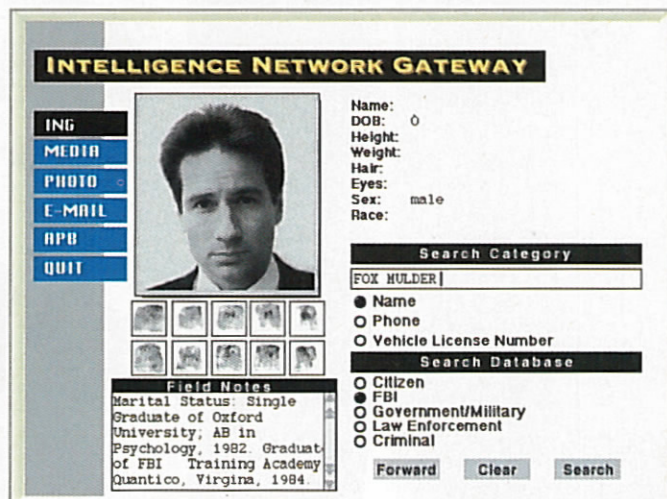 INTELLIGENCE NETWORK GATEWAY
ING
MEDIA
PHOTO
E-MAIL
APB
QUIT
Name:
DOB: 0
Height:
Weight:
Hair:
Eyes:
Sex: male
Race:
Search Category
FOX MULDER
Name
Phone
Vehicle License Number
Search Database
Citizen
FBI
Government/Military
Law Enforcement
Criminal
Forward Clear Search
Field Notes
Marital Status: Single
Graduate of Oxford
University; AB in
Psychology, 1982. Graduat
of FBI Training Academy
Quantico, Virgina, 1984.